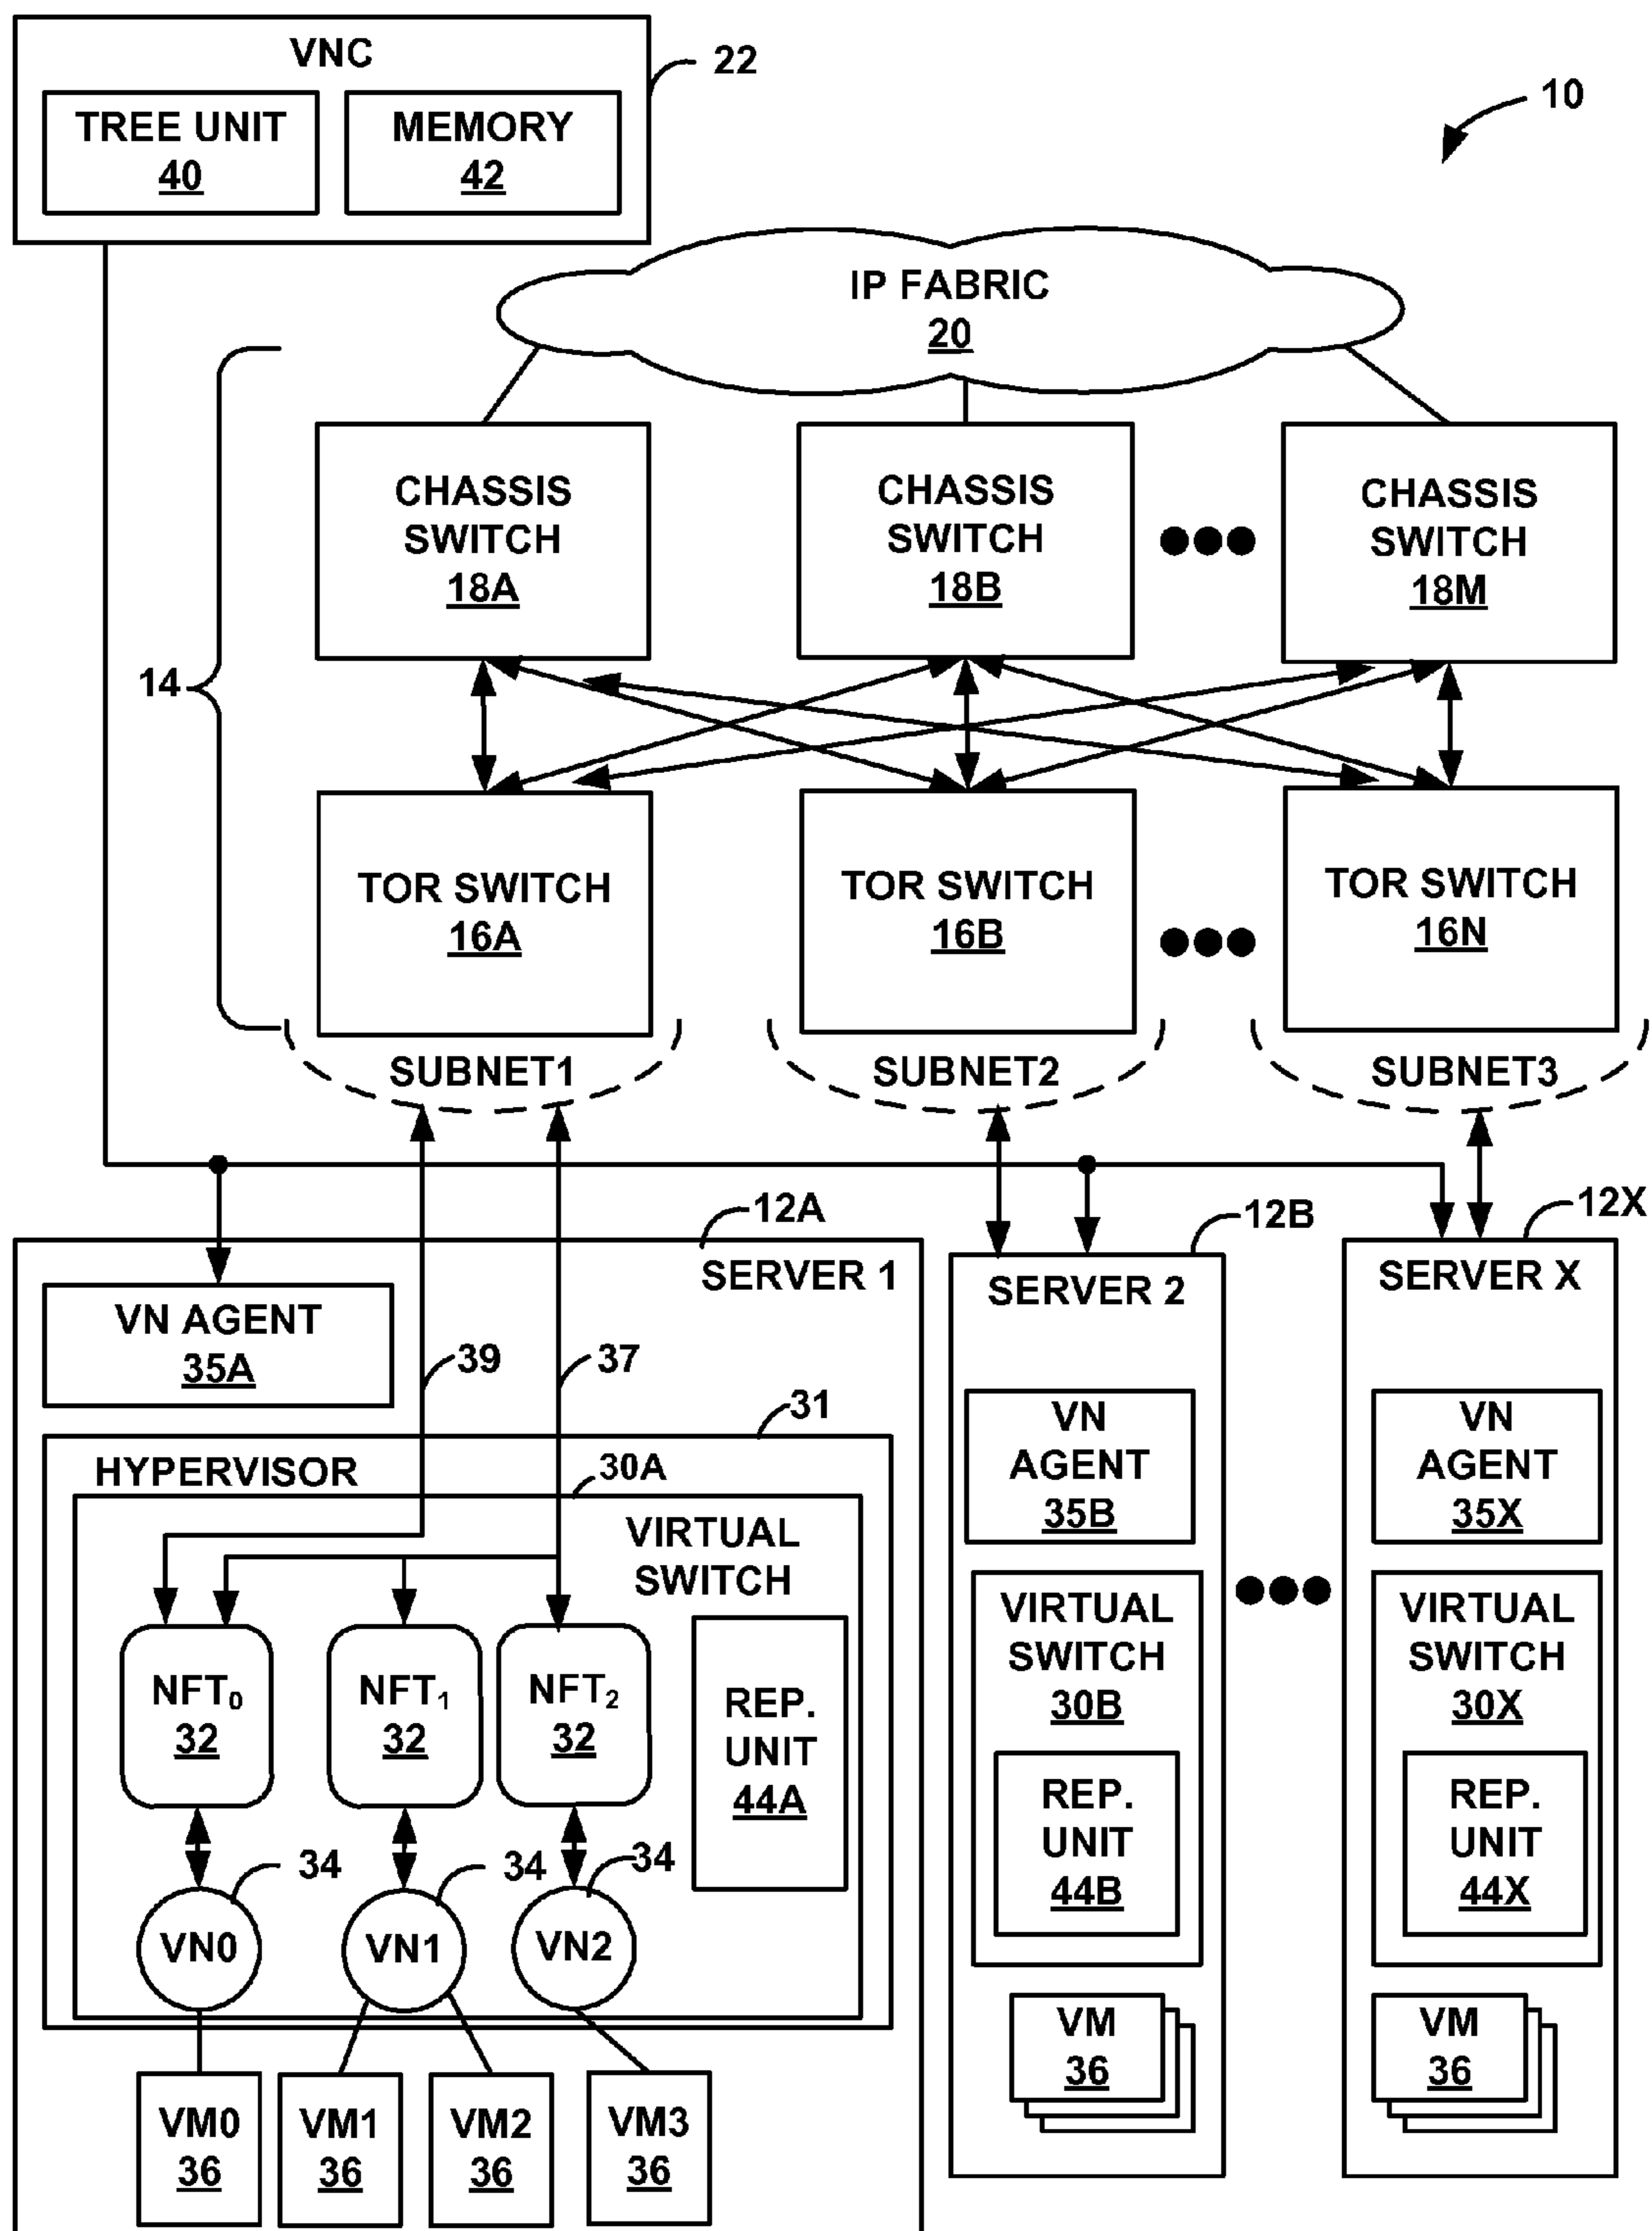 VNC
TREE UNIT
40
MEMORY
42
22
10
IP FABRIC
20
CHASSIS
SWITCH
18A
CHASSIS
SWITCH
18B
CHASSIS
SWITCH
18M
14
TOR SWITCH
16A
TOR SWITCH
16B
TOR SWITCH
16N
SUBNET1
SUBNET2
SUBNET3
12A
12B
12X
SERVER 1
VN AGENT
35A
39
37
31
HYPERVISOR
30A
VIRTUAL
SWITCH
NFT0
32
NFT1
32
NFT2
32
REP.
UNIT
44A
34
34
34
VN0
VN1
VN2
VM0
36
VM1
36
VM2
36
VM3
36
SERVER 2
VN
AGENT
35B
VIRTUAL
SWITCH
30B
REP.
UNIT
44B
VM
36
SERVER X
VN
AGENT
35X
VIRTUAL
SWITCH
30X
REP.
UNIT
44X
VM
36